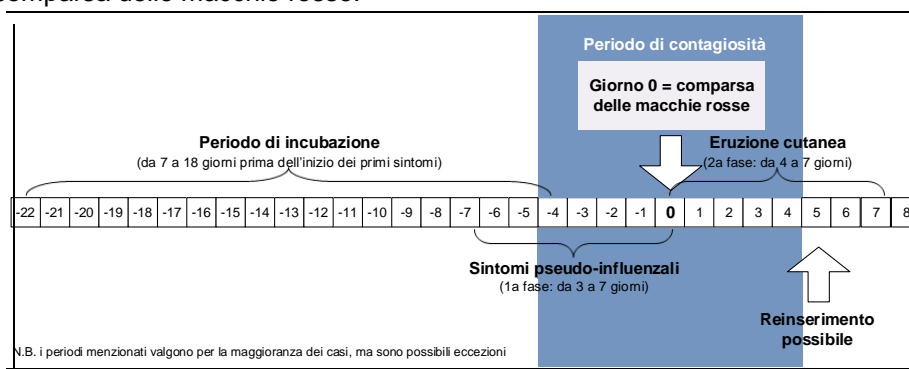 comparsa delle macchie rosse.
Periodo di contagiosità
Giorno 0 = comparsa
delle macchie rosse
Periodo di incubazione
(da 7 a 18 giorni prima dell'inizio dei primi sintomi)
Eruzione cutanea
(2a fase: da 4 a 7 giorni)
-22 -21 -20 -19 -18 -17 -16 -15 -14 -13 -12 -11 -10 -9 -8 -7 -6 -5 -4 -3 -2 -1 0 1 2 3 4 5 6 7 8
Sintomi pseudo-influenzali
(1a fase: da 3 a 7 giorni)
Reinserimento
possibile
N.B. i periodi menzionati valgono per la maggioranza dei casi, ma sono possibili eccezioni